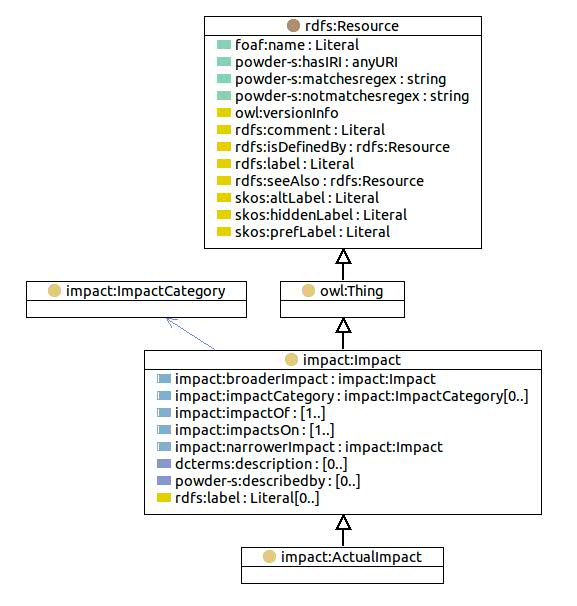 rdfs:Resource
foaf:name : Literal
powder-s:hasIRI : anyURI
powder-s:matchesregex : string
powder-s:notmatchesregex : string
owl:versionInfo
rdfs:comment : Literal
rdfs:isDefinedBy : rdfs:Resource
rdfs:label : Literal
rdfs:seeAlso : rdfs:Resource
skos:altLabel : Literal
skos:hiddenLabel : Literal
skos:prefLabel : Literal
impact:ImpactCategory
owl:Thing
impact:Impact
impact:broaderImpact : impact:Impact
impact:impactCategory : impact:ImpactCategory[0..]
impact:impactOf : [1..]
impact:impactsOn : [1..]
impact:narrowerImpact : impact:Impact
dcterms:description : [0..]
powder-s:describedby : [0..]
rdfs:label : Literal[0..]
impact:ActualImpact